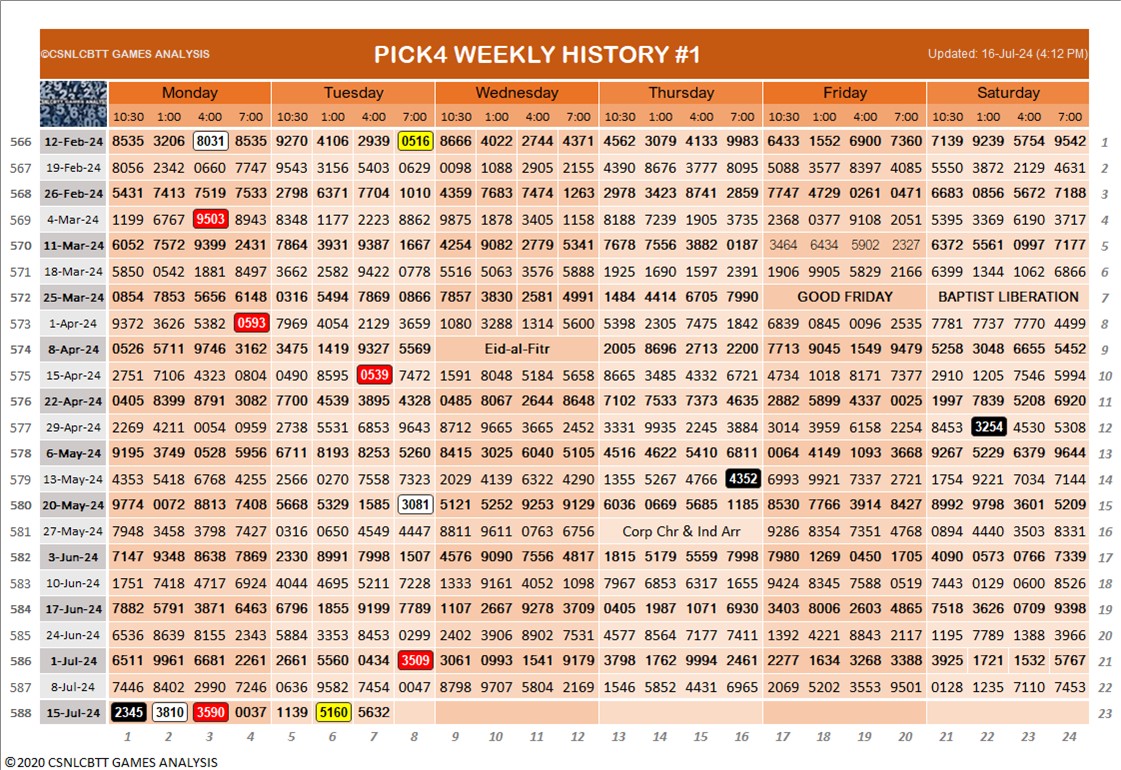 ©CSNLCBTT GAMES ANALYSIS PICK4 WEEKLY HISTORY #1 Updated: 16-Jul-24 (4:12 PM)
Monday Tuesday Wednesday Thursday Friday Saturday
10:30 1:00 4:00 7:00 10:30 1:00 4:00 7:00 10:30 1:00 4:00 7:00 10:30 1:00 4:00 7:00 10:30 1:00 4:00 7:00 10:30 1:00 4:00 7:00
566 12-Feb-24 8535 3206 8031 8535 9270 4106 2939 0516 8666 4022 2744 4371 4562 3079 4133 9983 6433 1552 6900 7360 7139 9239 5754 9542 1
567 19-Feb-24 8056 2342 0660 7747 9543 3156 5403 0629 0098 1088 2905 2155 4390 8676 3777 8095 5088 3577 8397 4085 5550 3872 2129 4631 2
568 26-Feb-24 5431 7413 7519 7533 2798 6371 7704 1010 4359 7683 7474 1263 2978 3423 8741 2859 7747 4729 0261 0471 6683 0856 5672 7188 3
569 4-Mar-24 1199 6767 9503 8943 8348 1177 2223 8862 9875 1878 3405 1158 8188 7239 1905 3735 2368 0377 9108 2051 5395 3369 6190 3717 4
570 11-Mar-24 6052 7572 9399 2431 7864 3931 9387 1667 4254 9082 2779 5341 7678 7556 3882 0187 3464 6434 5902 2327 6372 5561 0997 7177 5
571 18-Mar-24 5850 0542 1881 8497 3662 2582 9422 0778 5516 5063 3576 5888 1925 1690 1597 2391 1906 9905 5829 2166 6399 1344 1062 6866 6
572 25-Mar-24 0854 7853 5656 6148 0316 5494 7869 0866 7857 3830 2581 4991 1484 4414 6705 7990 GOOD FRIDAY BAPTIST LIBERATION 7
573 1-Apr-24 9372 3626 5382 0593 7969 4054 2129 3659 1080 3288 1314 5600 5398 2305 7475 1842 6839 0845 0096 2535 7781 7737 7770 4499 8
574 8-Apr-24 0526 5711 9746 3162 3475 1419 9327 5569 Eid-al-Fitr 2005 8696 2713 2200 7713 9045 1549 9479 5258 3048 6655 5452 9
575 15-Apr-24 2751 7106 4323 0804 0490 8595 0539 7472 1591 8048 5184 5658 8665 3485 4332 6721 4734 1018 8171 7377 2910 1205 7546 5994 10
576 22-Apr-24 0405 8399 8791 3082 7700 4539 3895 4328 0485 8067 2644 8648 7102 7533 7373 4635 2882 5899 4337 0025 1997 7839 5208 6920 11
577 29-Apr-24 2269 4211 0054 0959 2738 5531 6853 9643 8712 9665 3665 2452 3331 9935 2245 3884 3014 3959 6158 2254 8453 3254 4530 5308 12
578 6-May-24 9195 3749 0528 5956 6711 8193 8253 5260 8415 3025 6040 5105 4516 4622 5410 6811 0064 4149 1093 3668 9267 5229 6379 9644 13
579 13-May-24 4353 5418 6768 4255 2566 0270 7558 7323 2029 4139 6322 4290 1355 5267 4766 4352 6993 9921 7337 2721 1754 9221 7034 7144 14
580 20-May-24 9774 0072 8813 7408 5668 5329 1585 3081 5121 5252 9253 9129 6036 0669 5685 1185 8530 7766 3914 8427 8992 9798 3601 5209 15
581 27-May-24 7948 3458 3798 7427 0316 0650 4549 4447 8811 9611 0763 6756 Corp Chr & Ind Arr 9286 8354 7351 4768 0894 4440 3503 8331 16
582 3-Jun-24 7147 9348 8638 7869 2330 8991 7998 1507 4576 9090 7556 4817 1815 5179 5559 7998 7980 1269 0450 1705 4090 0573 0766 7339 17
583 10-Jun-24 1751 7418 4717 6924 4044 4695 5211 7228 1333 9161 4052 1098 7967 6853 6317 1655 9424 8345 7588 0519 7443 0129 0600 8526 18
584 17-Jun-24 7882 5791 3871 6463 6796 1855 9199 7789 1107 2667 9278 3709 0405 1987 1071 6930 3403 8006 2603 4865 7518 3626 0709 9398 19
585 24-Jun-24 6536 8639 8155 2343 5884 3353 8453 0299 2402 3906 8902 7531 4577 8564 7177 7411 1392 4221 8843 2117 1195 7789 1388 3966 20
586 1-Jul-24 6511 9961 6681 2261 2661 5560 0434 3509 3061 0993 1541 9179 3798 1762 9994 2461 2277 1634 3268 3388 3925 1721 1532 5767 21
587 8-Jul-24 7446 8402 2990 7246 0636 9582 7454 0047 8798 9707 5804 2169 1546 5852 4431 6965 2069 5202 3553 9501 0128 1235 7110 7453 22
588 15-Jul-24 2345 3810 3590 0037 1139 5160 5632 23
1 2 3 4 5 6 7 8 9 10 11 12 13 14 15 16 17 18 19 20 21 22 23 24
©2020 CSNLCBTT GAMES ANALYSIS